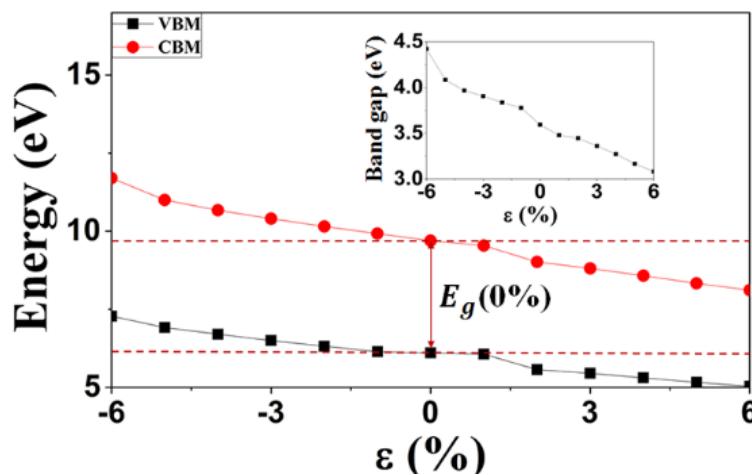 VBM
CBM
Energy (eV)
15
10
5
-6
-3
0
3
6
ε (%)
E_g(0%)
Band gap (eV)
4.5
4.0
3.5
3.0
-6
-3
0
3
6
ε (%)